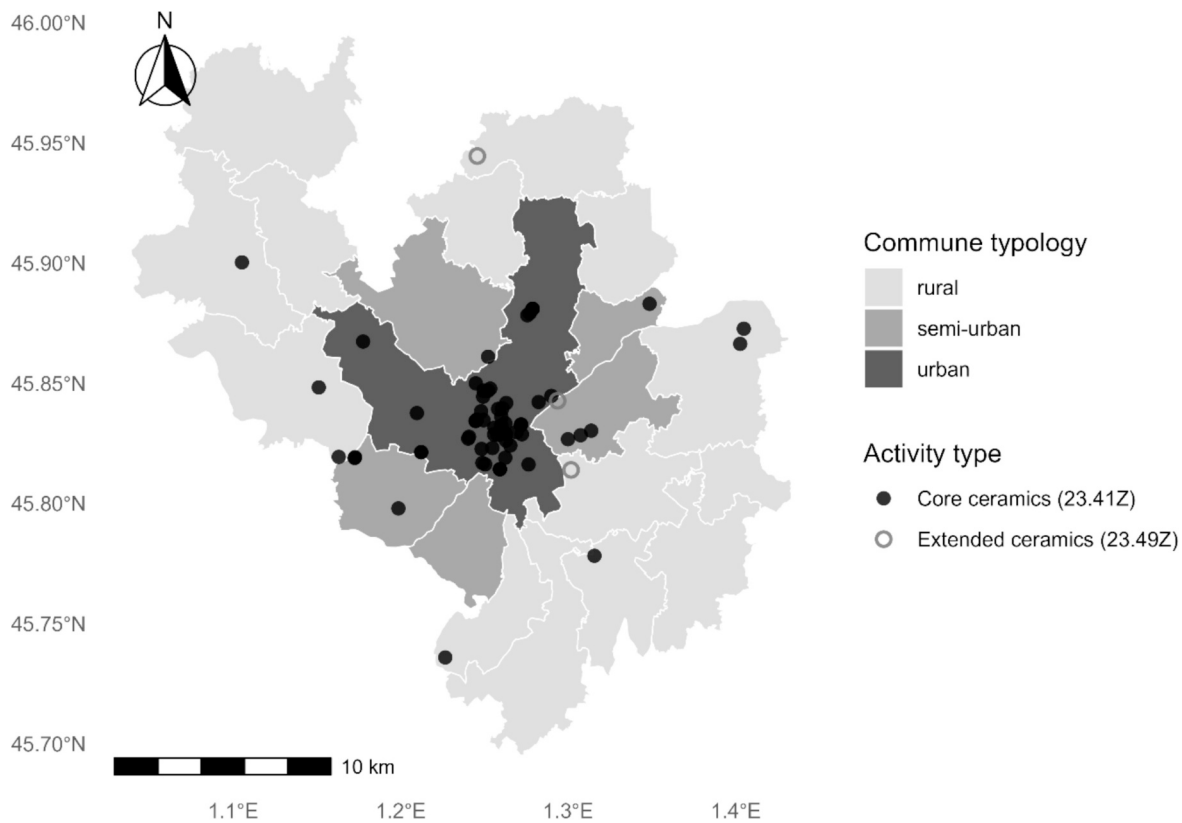 46.00°N
N
45.95°N
45.90°N
45.85°N
45.80°N
45.75°N
45.70°N
10 km
1.1°E 1.2°E 1.3°E 1.4°E
Commune typology
rural
semi-urban
urban
Activity type
Core ceramics (23.41Z)
Extended ceramics (23.49Z)